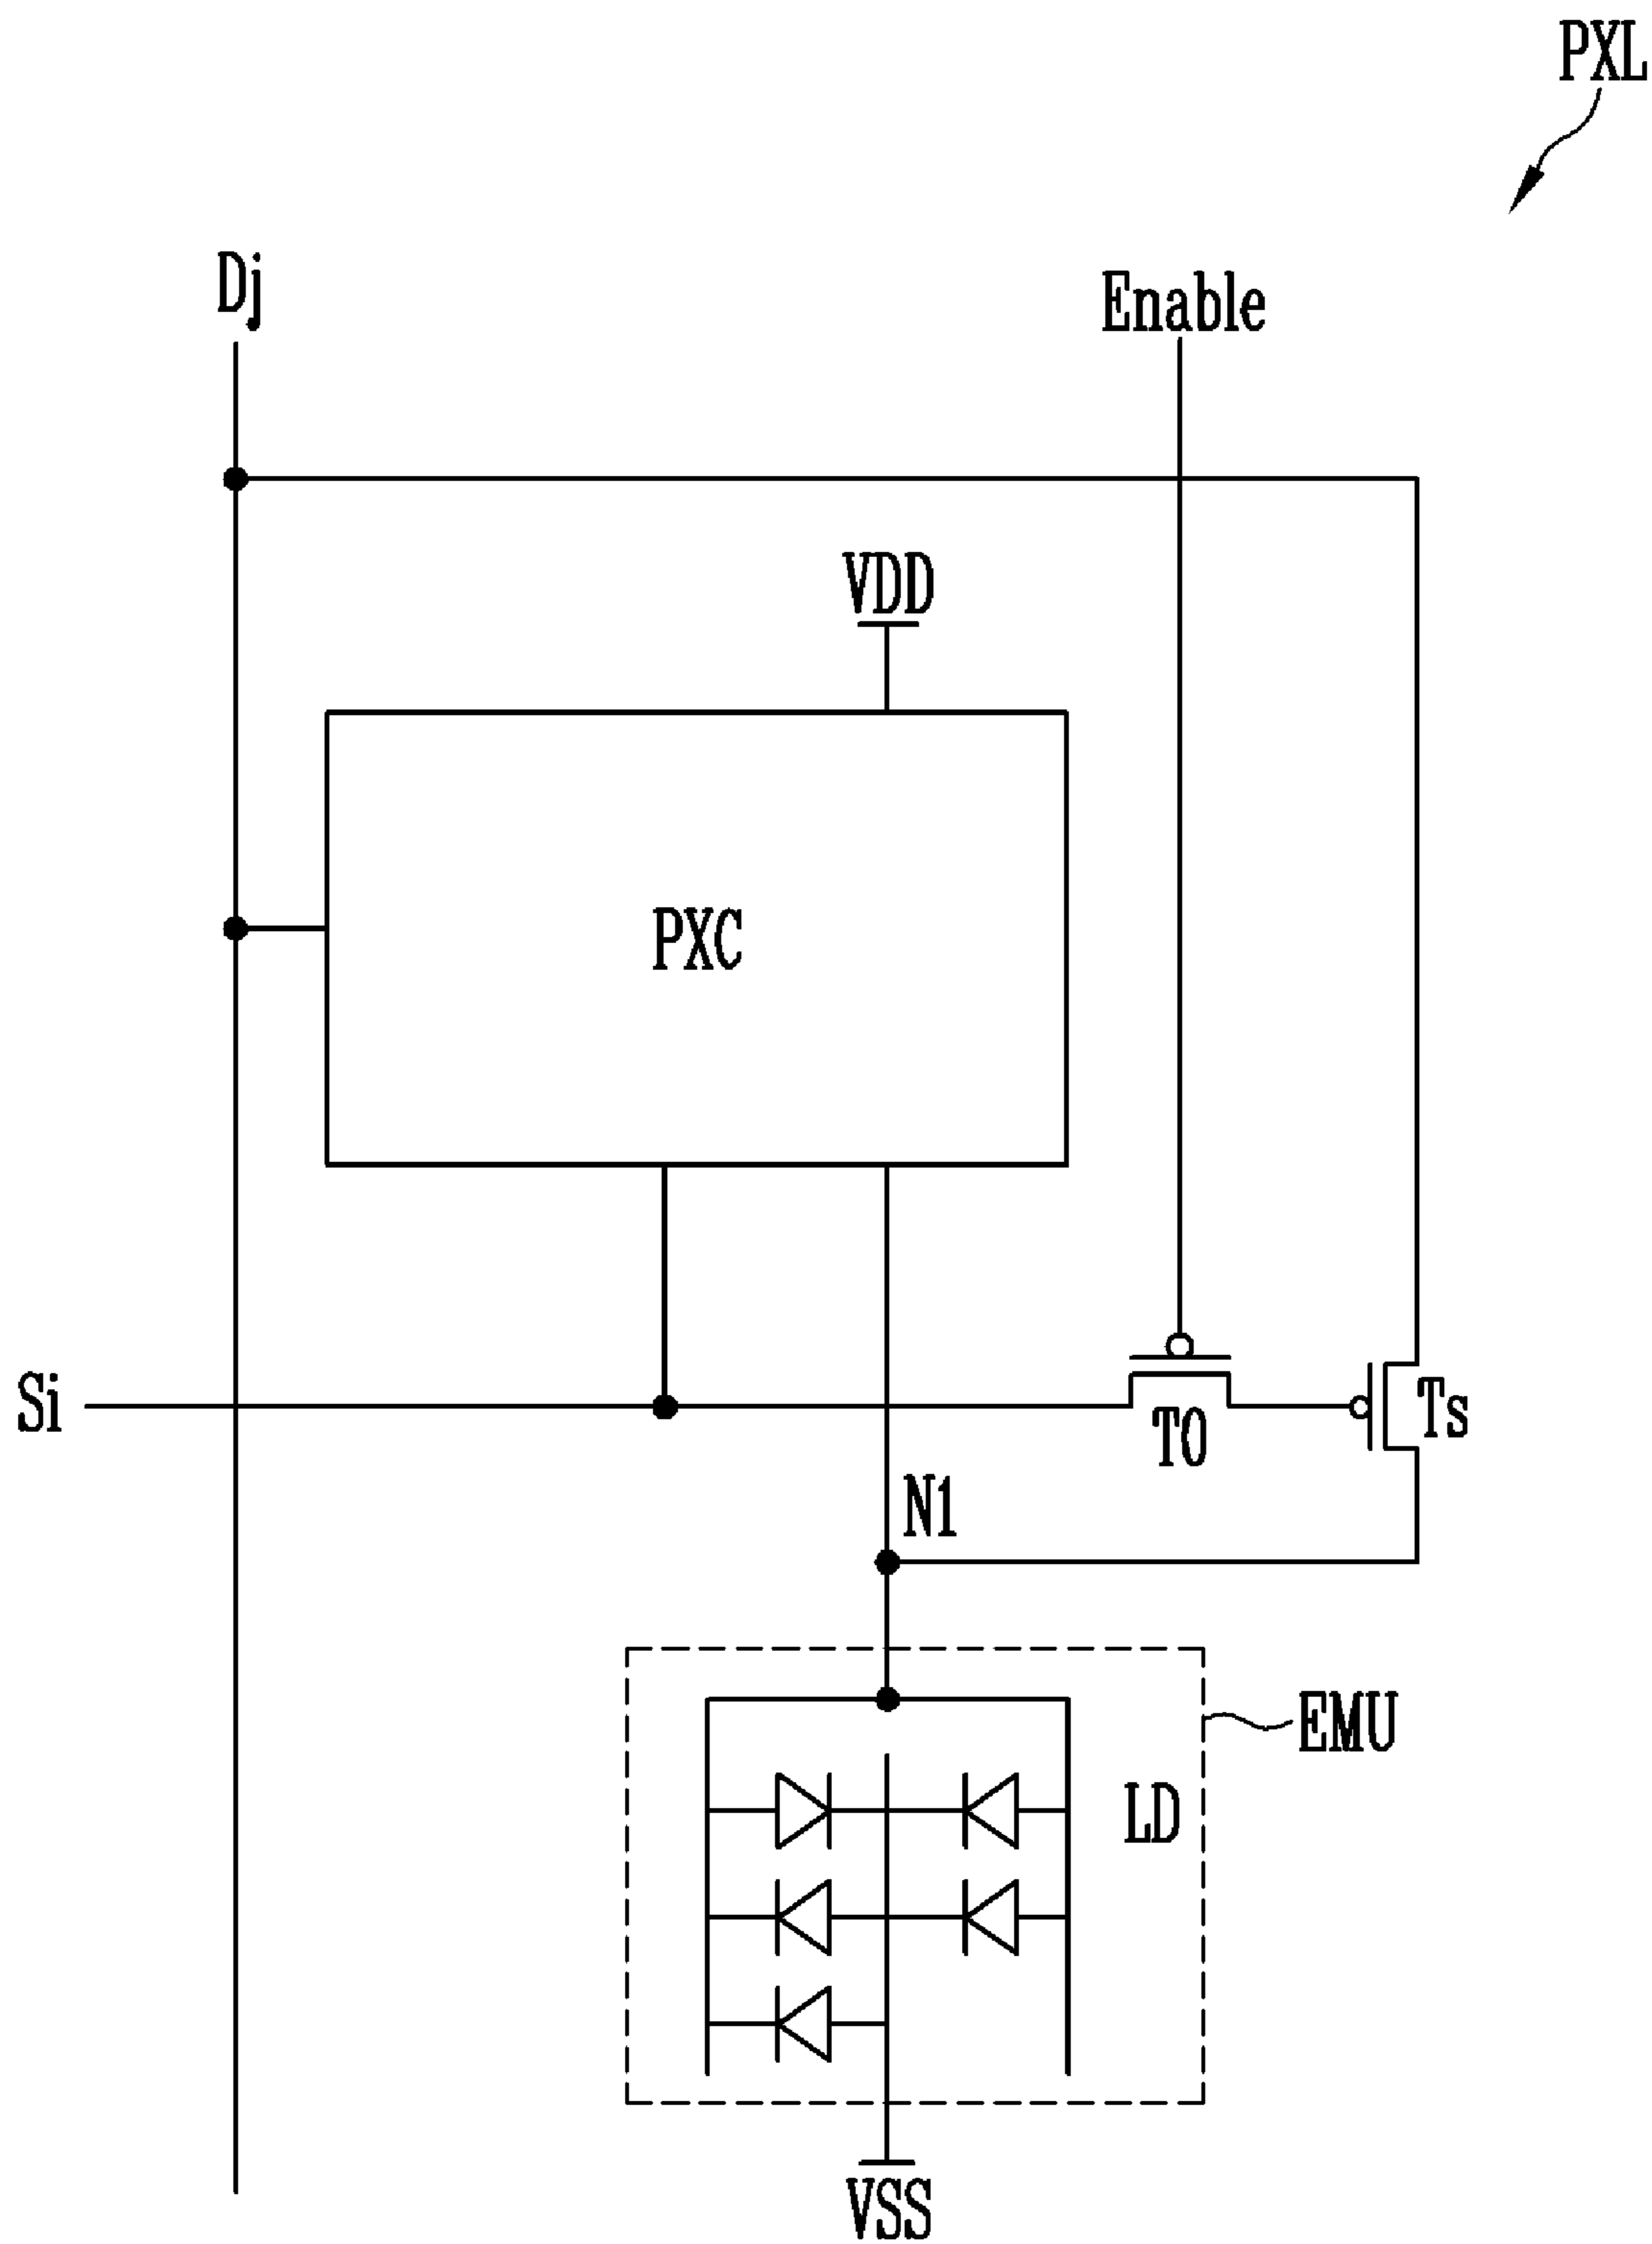 PXL
Dj
Enable
VDD
PXC
Si
T0
Ts
N1
EMU
LD
VSS